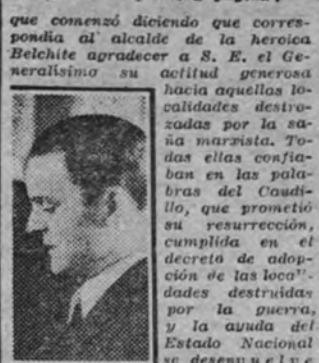 que comenzó diciendo que corres-
pondía al alcalde de la heroica
Belchite agradecer a S. E. el Ge-
neralísimo su actitud generosa
hacia aquellas lo-
calidades destro-
zadas por la sa-
ña marxista. To-
das ellas confia-
ban en las pala-
bras del Caudi-
llo, que prometió
su resurrección,
cumplida en el
decreto de adop-
ción de las loca"-
dades destruidas
por la guerra,
y la ayuda del
Estado Nacional
se desenvuelve